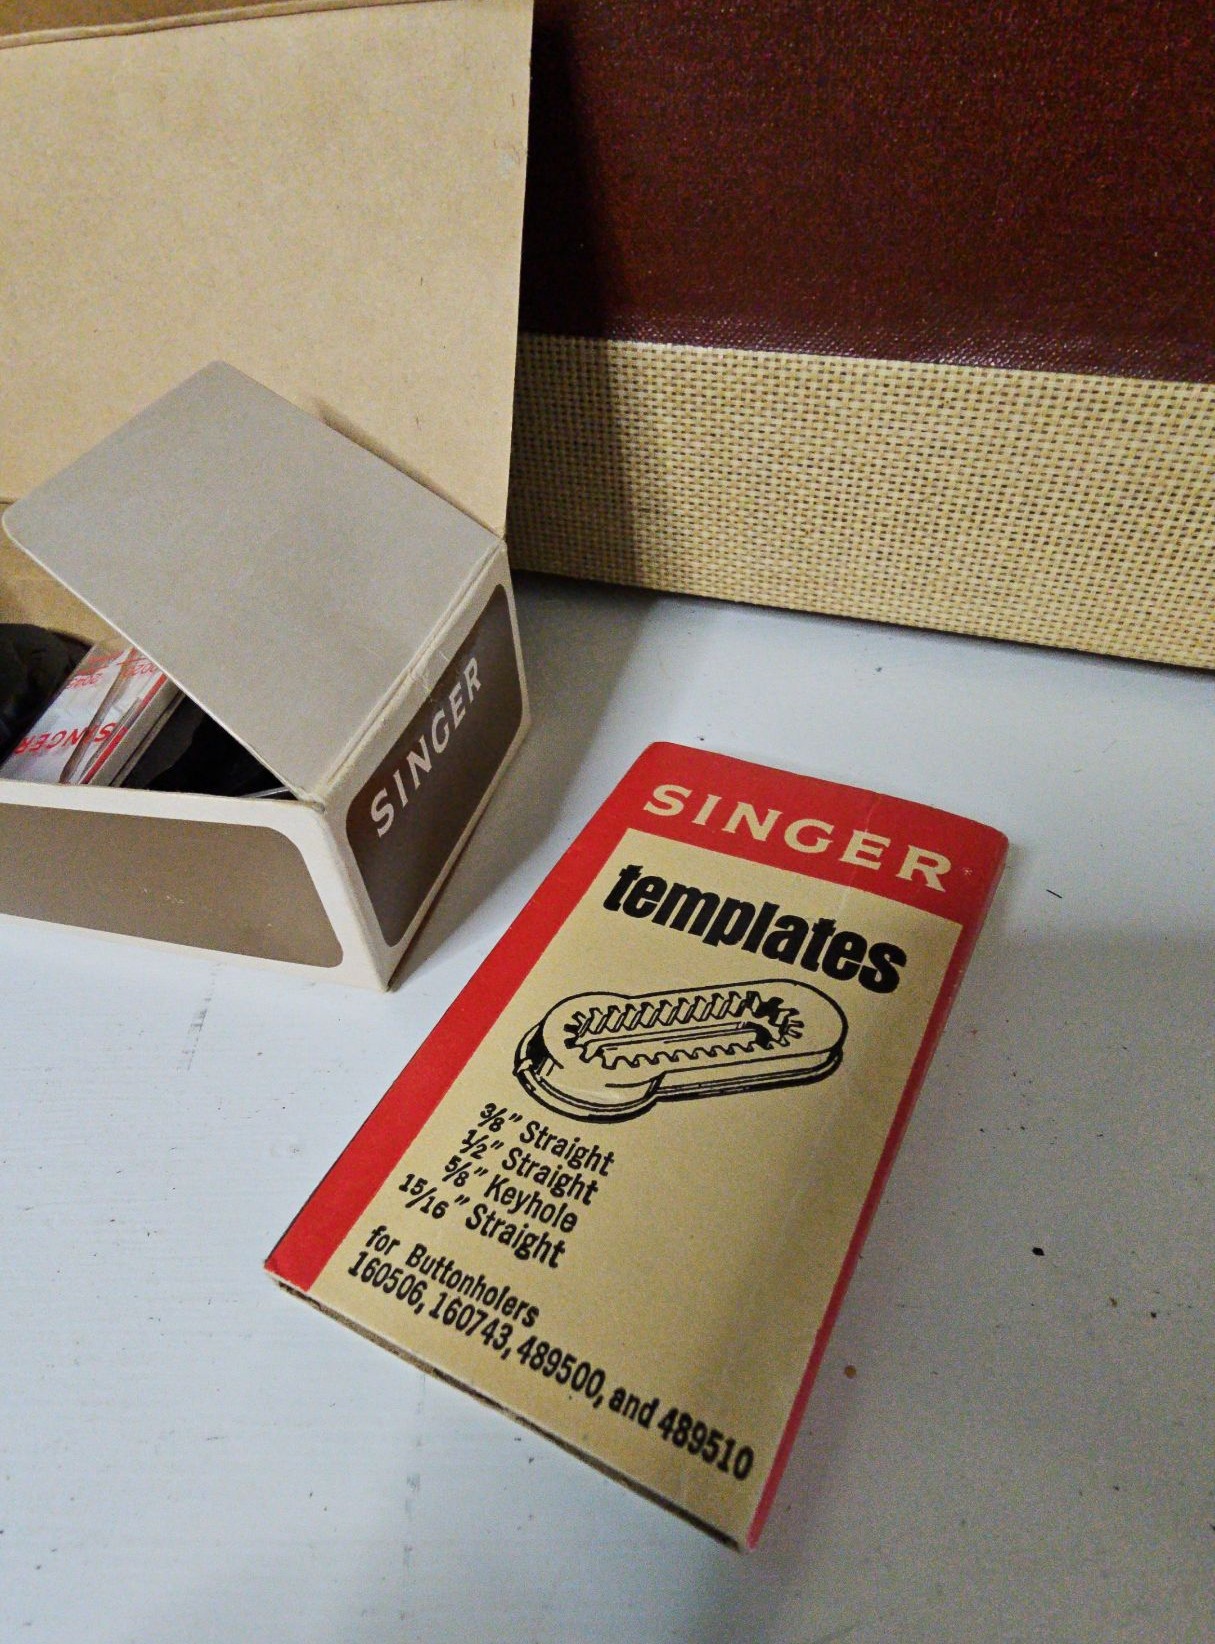 SINGER
SINGER
SINGER
templates
3/8" Straight
1/2" Straight
5/8" Keyhole
15/16" Straight
for Buttonholers
160506, 160743, 489500, and 489510